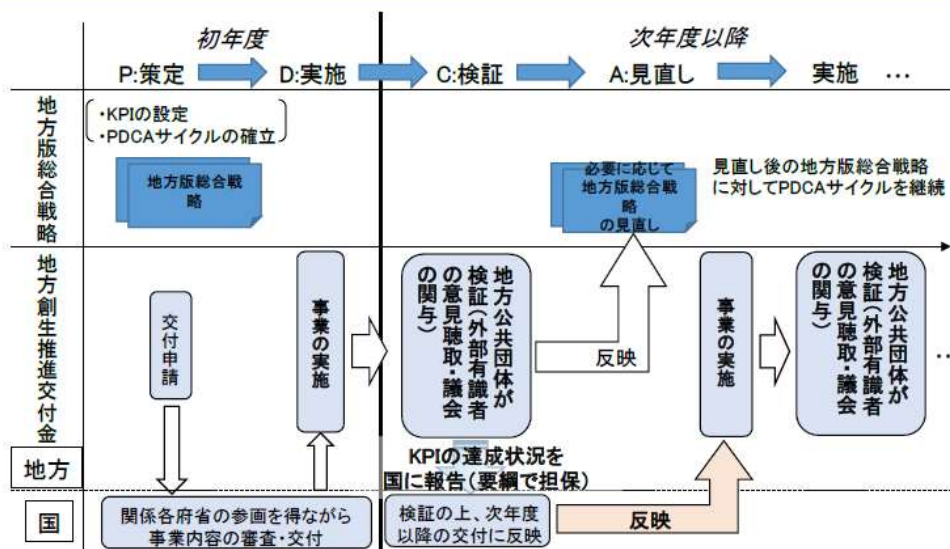 初年度
次年度以降
P:策定
D:実施
C:検証
A:見直し
実施 …
地方版総合戦略
・KPIの設定
・PDCAサイクルの確立
地方版総合戦
略
必要に応じて
地方版総合戦
略
の見直し
見直し後の地方版総合戦略
に対してPDCAサイクルを継続
地方創生推進交付金
交付申請
事業の実施
地方公共団体が
検証(外部有識者
の意見聴取・議会
の関与)
反映
事業の実施
地方公共団体が
検証(外部有識者
の意見聴取・議会
の関与)
…
地方
KPIの達成状況を
国に報告(要綱で担保)
国
関係各府省の参画を得ながら
事業内容の審査・交付
検証の上、次年度
以降の交付に反映
反映